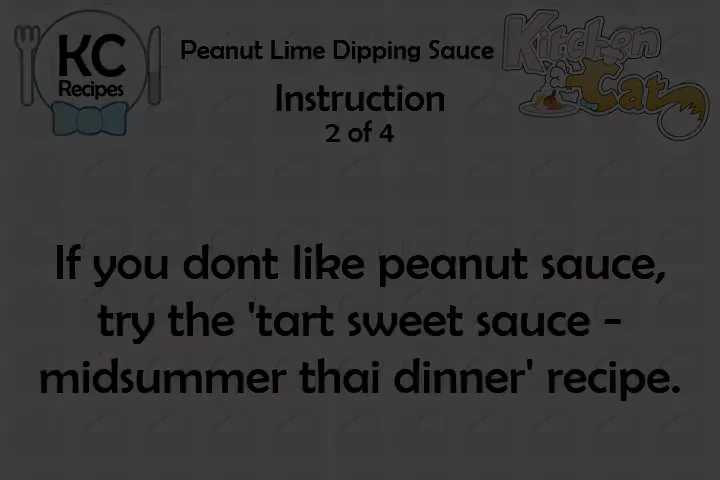 KC
Recipes
Peanut Lime Dipping Sauce
Kitchen
Cat
Instruction
2 of 4
If you dont like peanut sauce,
try the 'tart sweet sauce -
midsummer thai dinner' recipe.